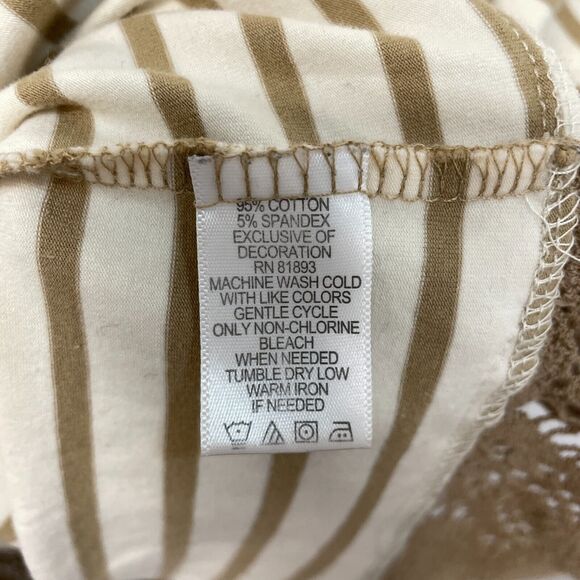 95% COTTON
5% SPANDEX
EXCLUSIVE OF
DECORATION
RN 81893
MACHINE WASH COLD
WITH LIKE COLORS
GENTLE CYCLE
ONLY NON-CHLORINE
BLEACH
WHEN NEEDED
TUMBLE DRY LOW
WARM IRON
IF NEEDED